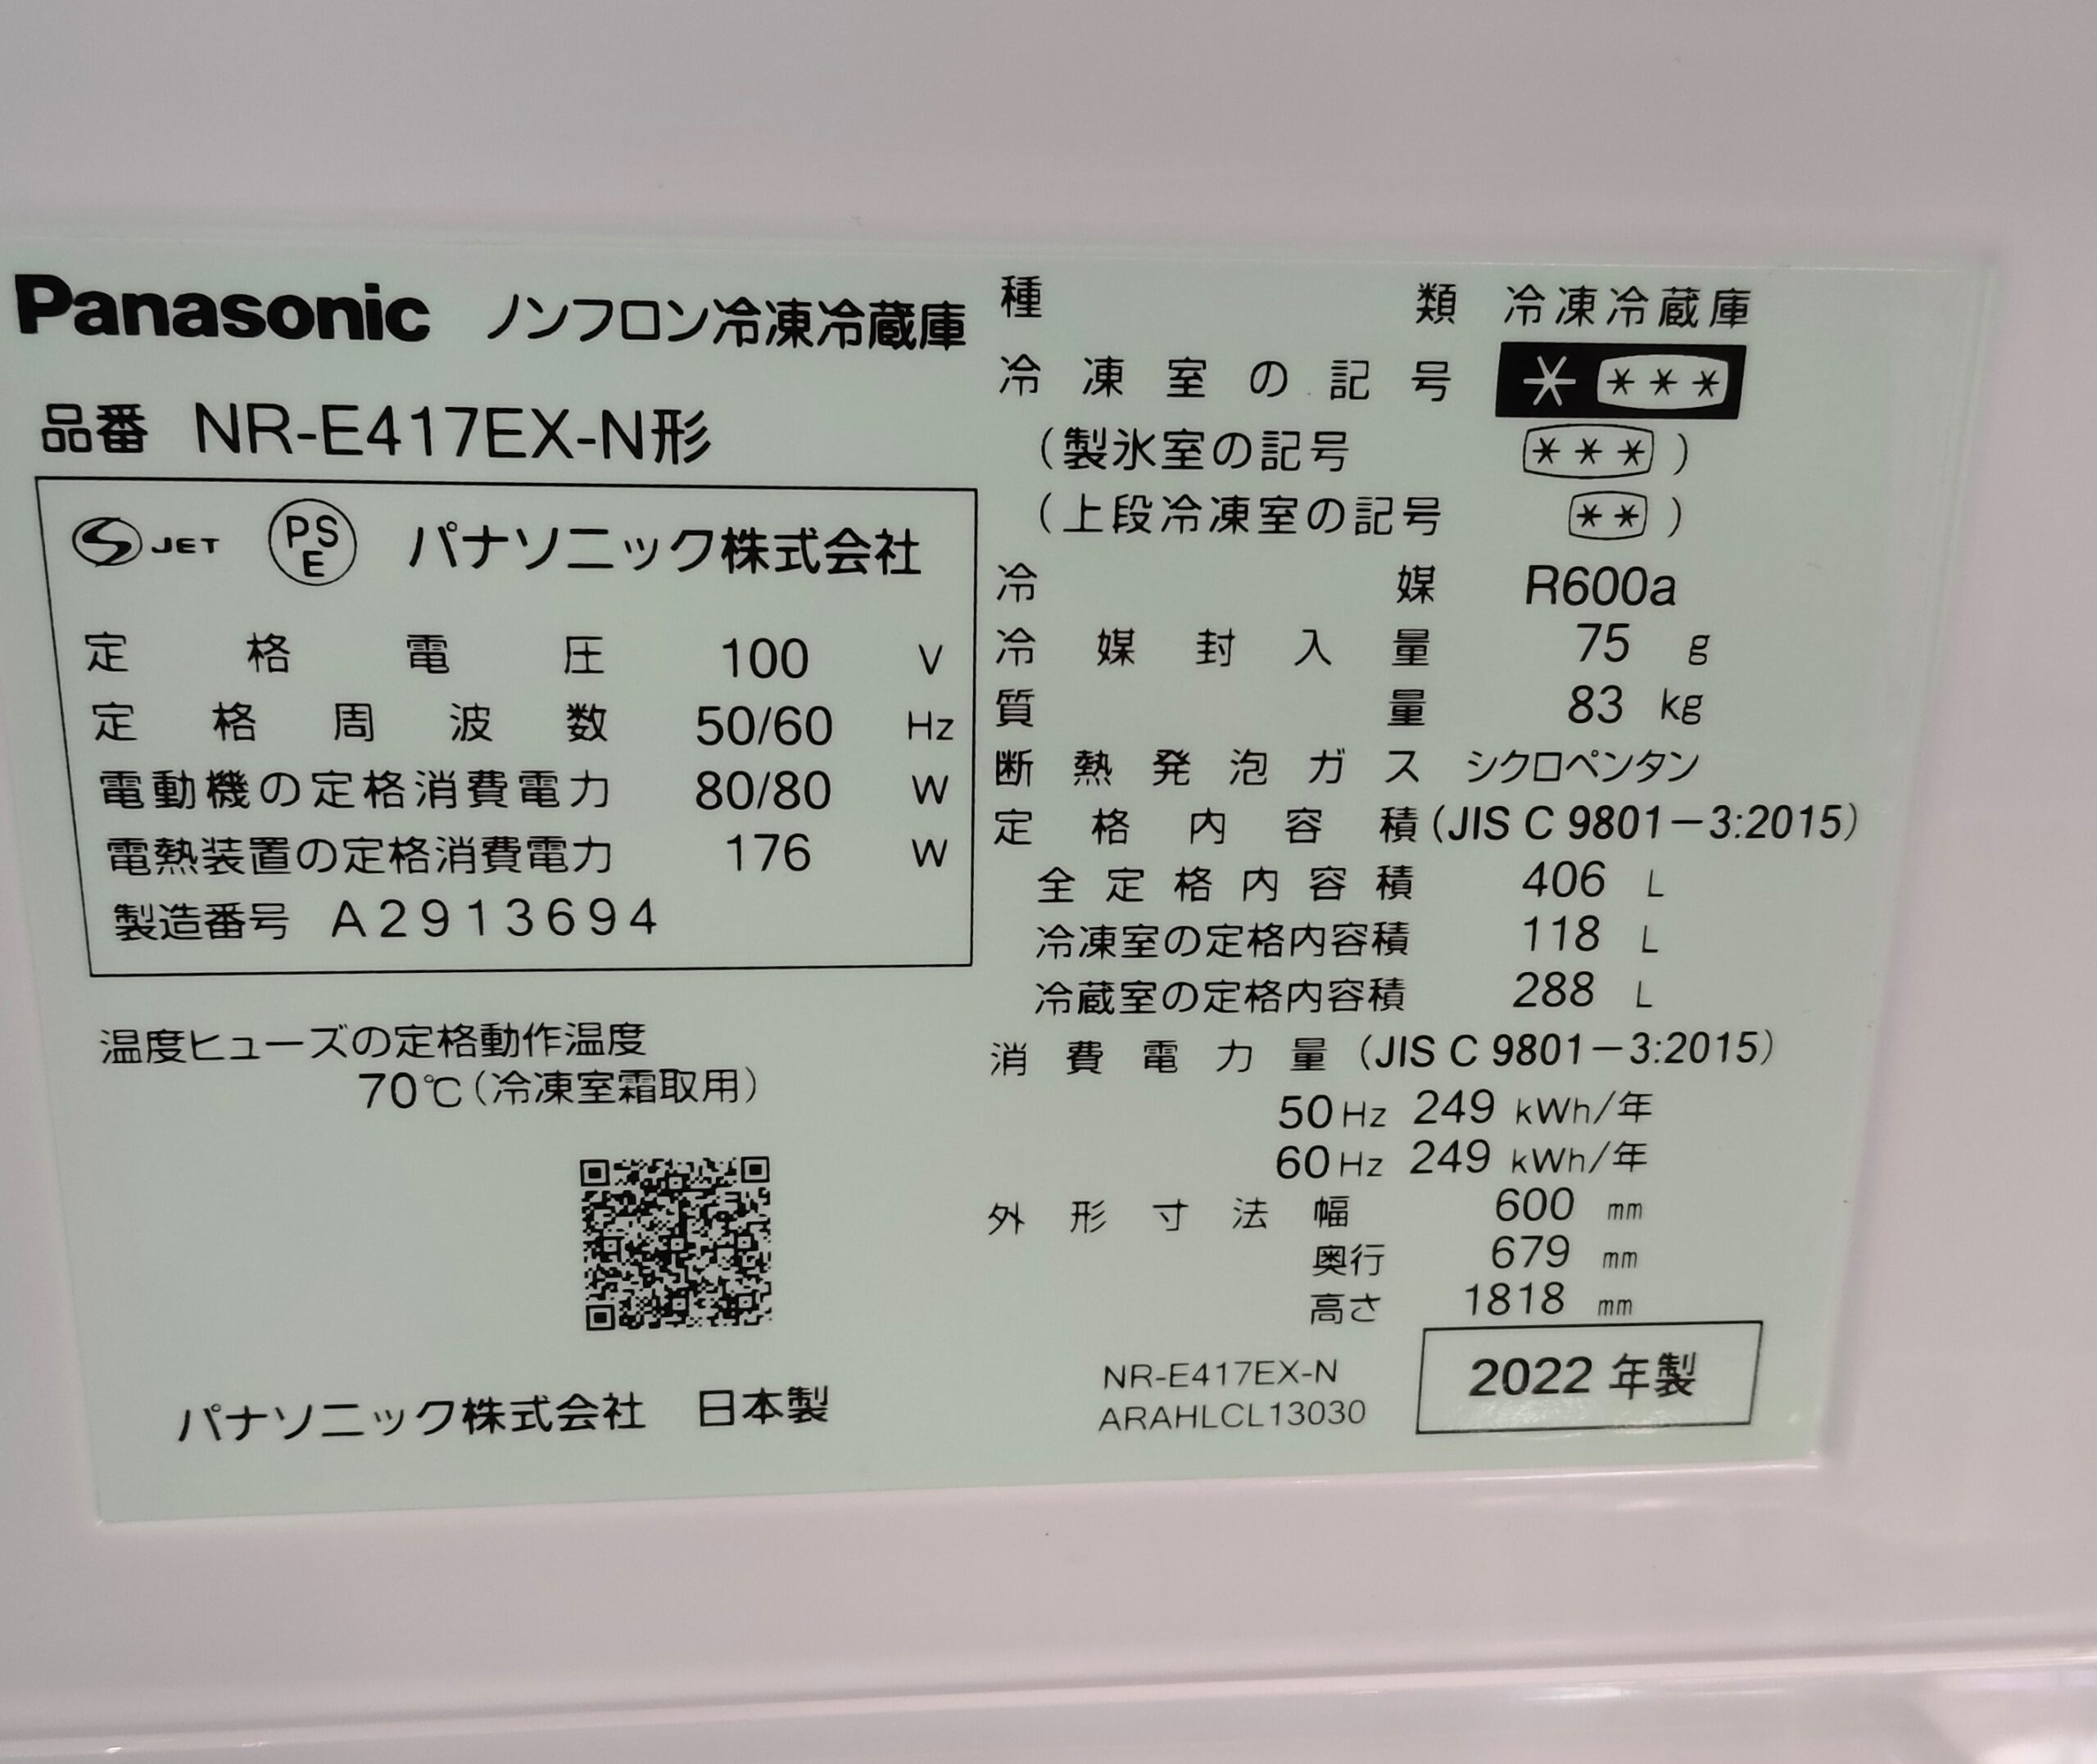 Panasonic ノンフロン冷凍冷蔵庫
品番 NR-E417EX-N形
S JET PSE パナソニック株式会社
定格電圧 100 V
定格周波数 50/60 Hz
電動機の定格消費電力 80/80 W
電熱装置の定格消費電力 176 W
製造番号 A2913694
温度ヒューズの定格動作温度
70℃(冷凍室霜取用)
パナソニック株式会社 日本製
種類 冷凍冷蔵庫
冷凍室の記号 * ***
(製氷室の記号 ***)
(上段冷凍室の記号 **)
冷媒 R600a
冷媒封入量 75 g
質量 83 kg
断熱発泡ガス シクロペンタン
定格内容積(JIS C 9801-3:2015)
全定格内容積 406 L
冷凍室の定格内容積 118 L
冷蔵室の定格内容積 288 L
消費電力量(JIS C 9801-3:2015)
50Hz 249 kWh/年
60Hz 249 kWh/年
外形寸法 幅 600 mm
奥行 679 mm
高さ 1818 mm
NR-E417EX-N
ARAHLCL13030
2022年製